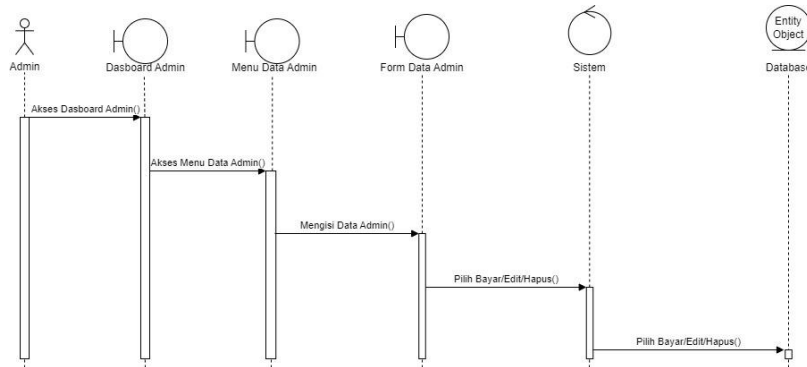 Entity
Object
Admin
Dasboard Admin
Menu Data Admin
Form Data Admin
Sistem
Database
Akses Dasboard Admin()
Akses Menu Data Admin()
Mengisi Data Admin()
Pilih Bayar/Edit/Hapus()
Pilih Bayar/Edit/Hapus()